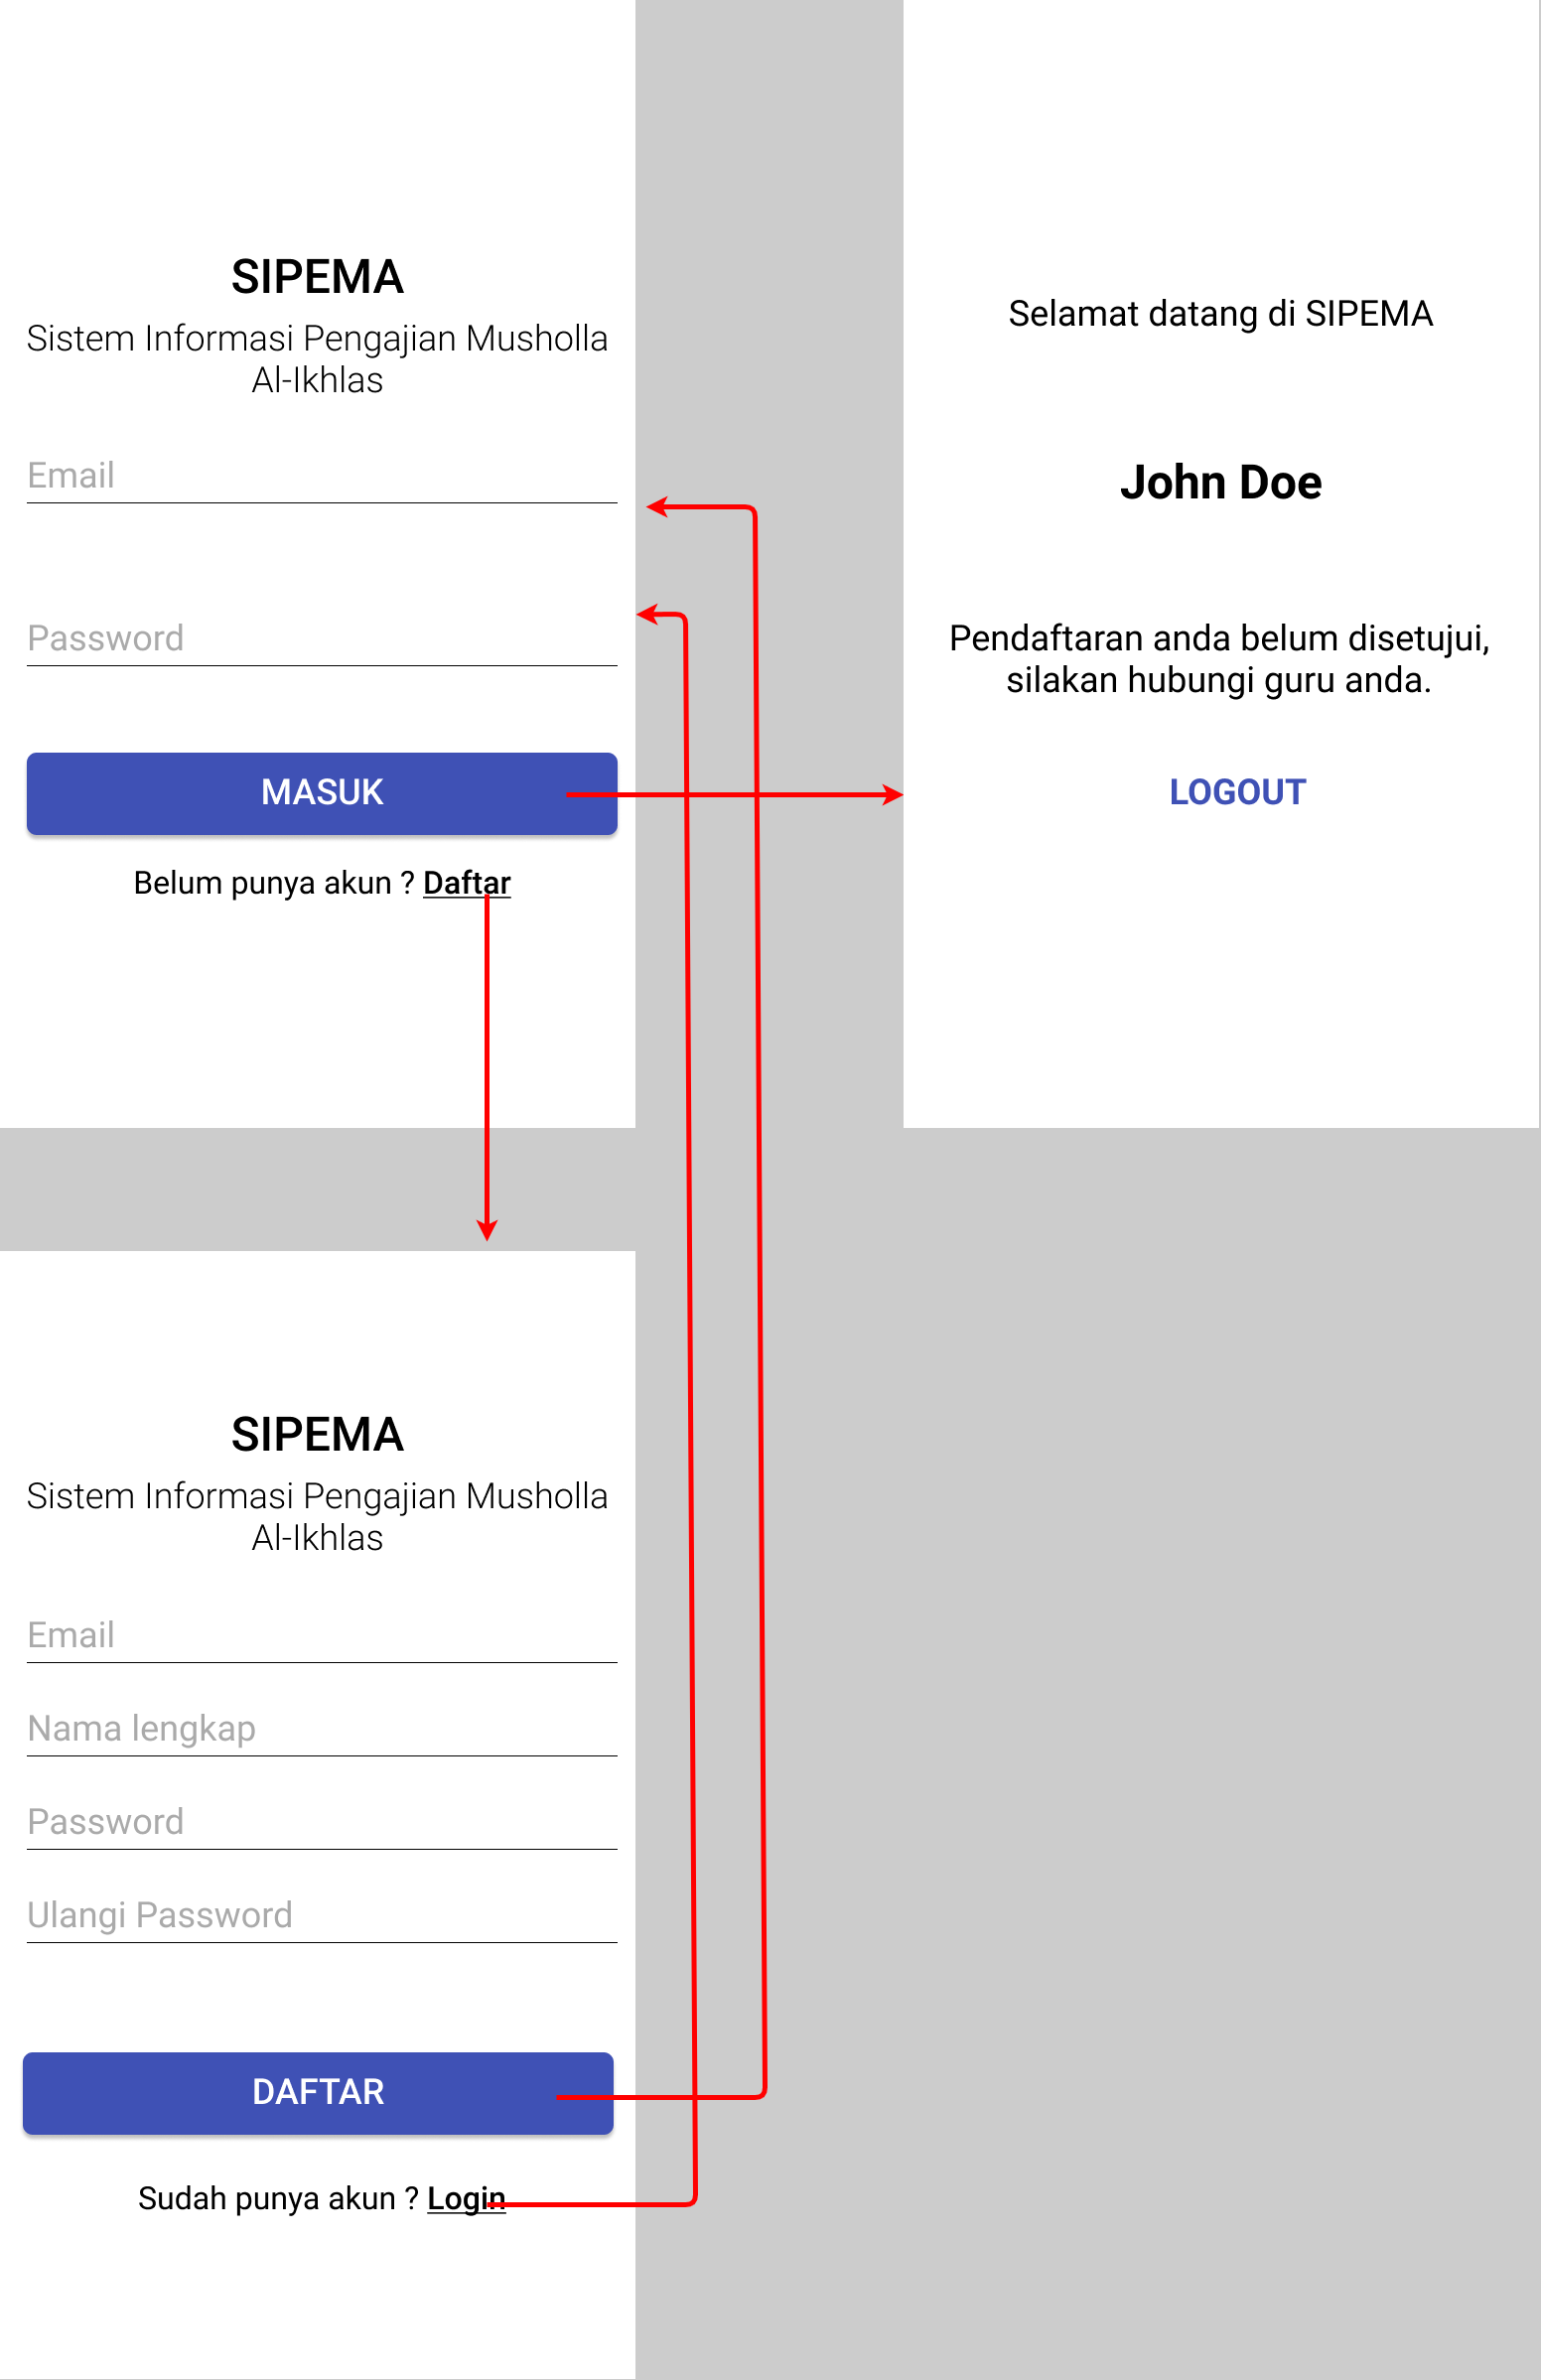 SIPEMA
Sistem Informasi Pengajian Musholla
Al-Ikhlas
Email
Password
MASUK
Belum punya akun ? Daftar
Selamat datang di SIPEMA
John Doe
Pendaftaran anda belum disetujui,
silakan hubungi guru anda.
LOGOUT
SIPEMA
Sistem Informasi Pengajian Musholla
Al-Ikhlas
Email
Nama lengkap
Password
Ulangi Password
DAFTAR
Sudah punya akun ? Login